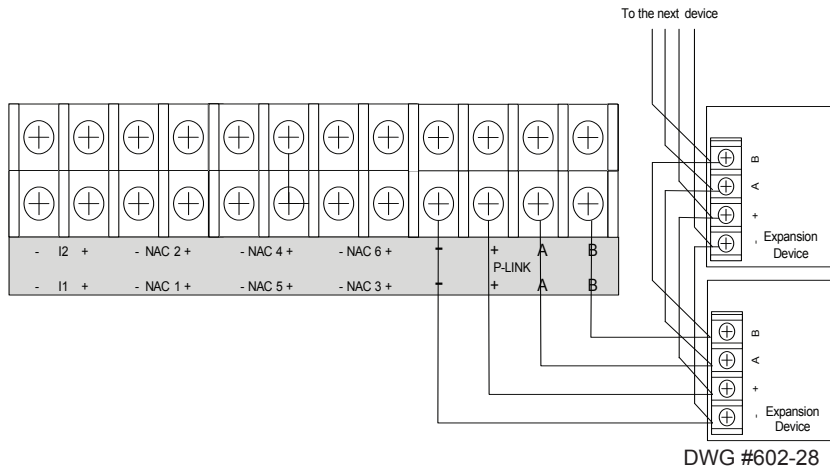 To the next device
B
A
+
-
Expansion
Device
- I2 + - NAC 2 + - NAC 4 + - NAC 6 + - + A B
P-LINK
- I1 + - NAC 1 + - NAC 5 + - NAC 3 + - + A B
B
A
+
-
Expansion
Device
DWG #602-28